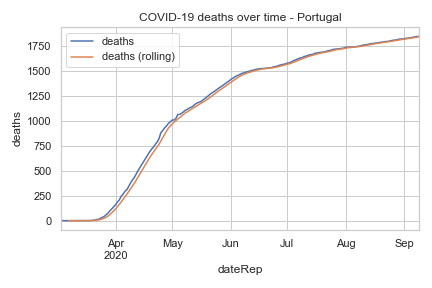 COVID-19 deaths over time - Portugal
deaths
deaths (rolling)
deaths
1750
1500
1250
1000
750
500
250
0
Apr May Jun Jul Aug Sep
2020
dateRep